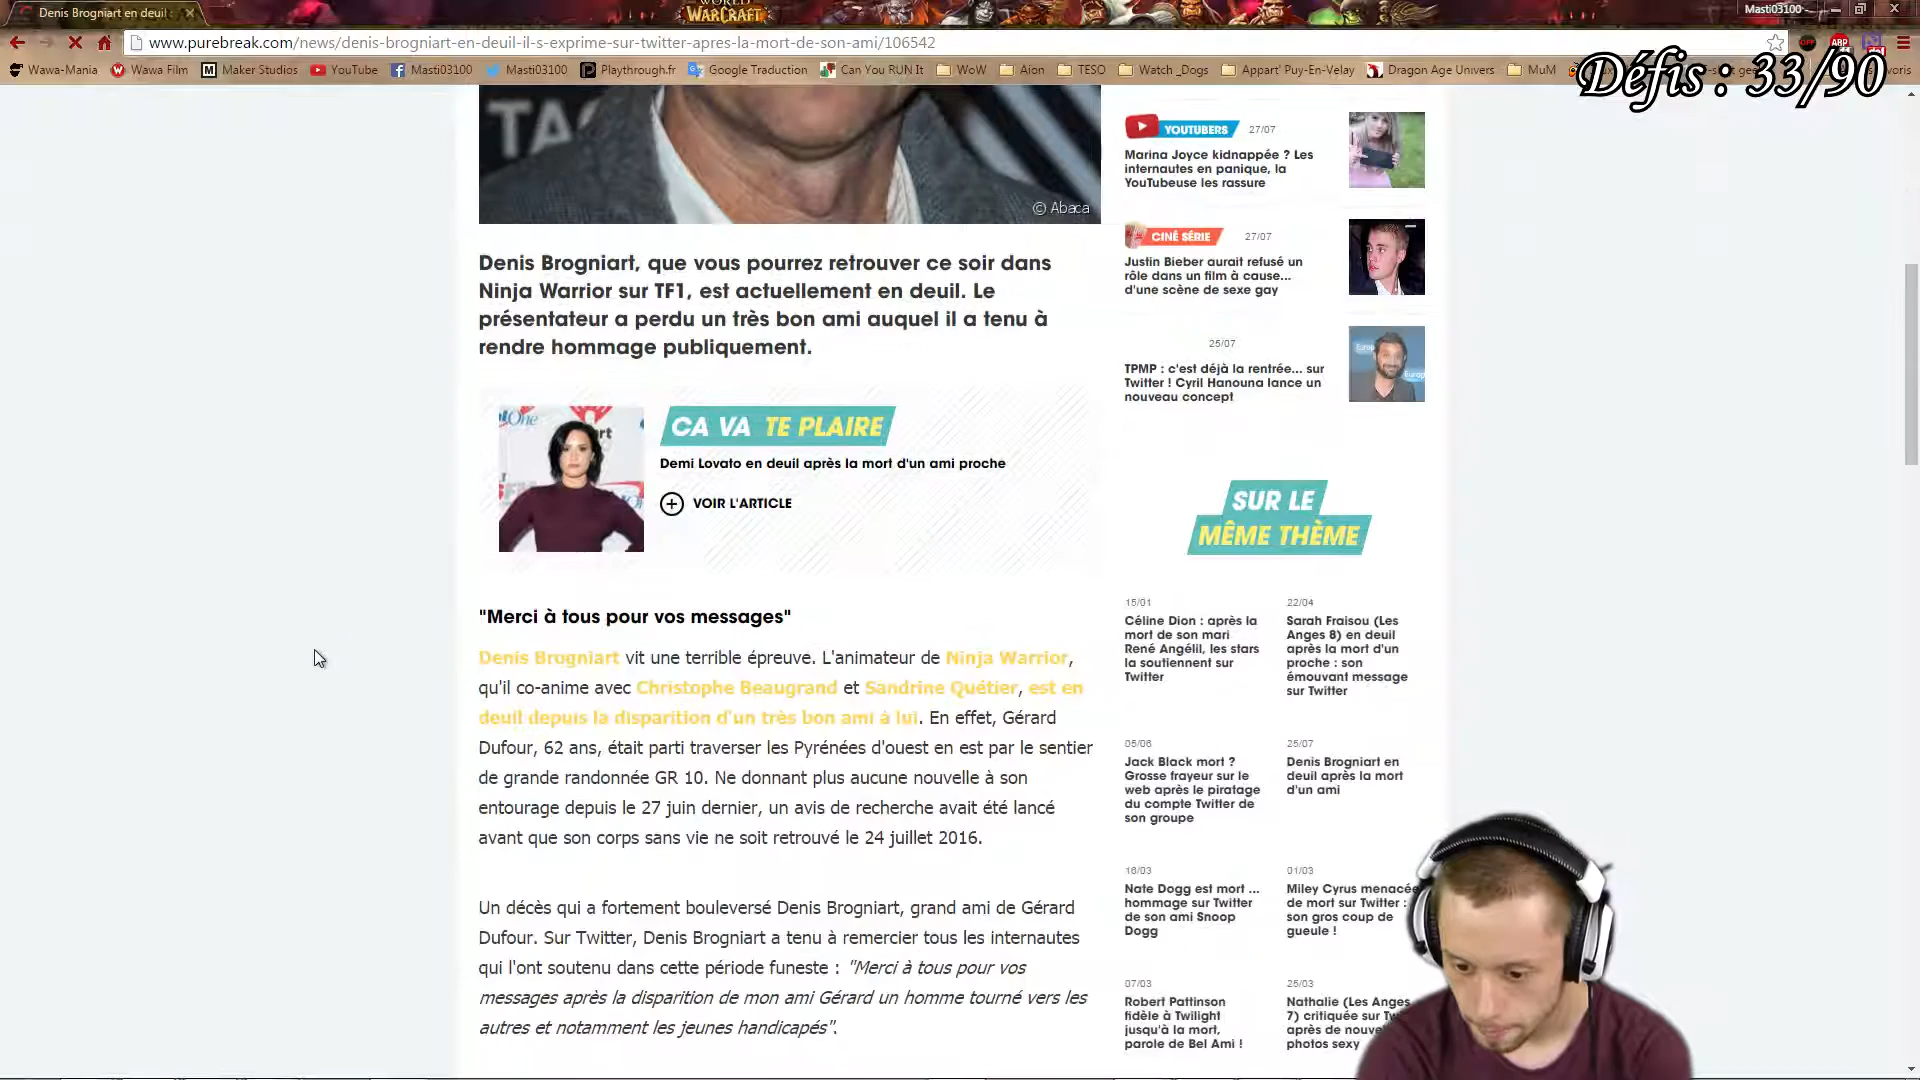 Denis Brogniart en deuil :
WORLD
WARCRAFT
Masti03100
www.purebreak.com/news/denis-brogniart-en-deuil-il-s-exprime-sur-twitter-apres-la-mort-de-son-ami/106542
Wawa-Mania
Wawa Film
Maker Studios
YouTube
Masti03100
Masti03100
Playthrough.fr
Google Traduction
Can You RUN It
WoW
Aion
TESO
Watch _Dogs
Appart' Puy-En-Velay
Dragon Age Univers
MuM
Défis : 33/90
© Abaca
Denis Brogniart, que vous pourrez retrouver ce soir dans
Ninja Warrior sur TF1, est actuellement en deuil. Le
présentateur a perdu un très bon ami auquel il a tenu à
rendre hommage publiquement.
CA VA TE PLAIRE
Demi Lovato en deuil après la mort d'un ami proche
VOIR L'ARTICLE
"Merci à tous pour vos messages"
Denis Brogniart vit une terrible épreuve. L'animateur de Ninja Warrior,
qu'il co-anime avec Christophe Beaugrand et Sandrine Quétier, est en
deuil depuis la disparition d'un très bon ami à lui. En effet, Gérard
Dufour, 62 ans, était parti traverser les Pyrénées d'ouest en est par le sentier
de grande randonnée GR 10. Ne donnant plus aucune nouvelle à son
entourage depuis le 27 juin dernier, un avis de recherche avait été lancé
avant que son corps sans vie ne soit retrouvé le 24 juillet 2016.
Un décès qui a fortement bouleversé Denis Brogniart, grand ami de Gérard
Dufour. Sur Twitter, Denis Brogniart a tenu à remercier tous les internautes
qui l'ont soutenu dans cette période funeste : "Merci à tous pour vos
messages après la disparition de mon ami Gérard un homme tourné vers les
autres et notamment les jeunes handicapés".
YOUTUBERS 27/07
Marina Joyce kidnappée ? Les
internautes en panique, la
YouTubeuse les rassure
CINÉ SÉRIE 27/07
Justin Bieber aurait refusé un
rôle dans un film à cause...
d'une scène de sexe gay
25/07
TPMP : c'est déjà la rentrée... sur
Twitter ! Cyril Hanouna lance un
nouveau concept
SUR LE
MÊME THÈME
15/01
Céline Dion : après la
mort de son mari
René Angélil, les stars
la soutiennent sur
Twitter
22/04
Sarah Fraisou (Les
Anges 8) en deuil
après la mort d'un
proche : son
émouvant message
sur Twitter
05/06
Jack Black mort ?
Grosse frayeur sur le
web après le piratage
du compte Twitter de
son groupe
25/07
Denis Brogniart en
deuil après la mort
d'un ami
16/03
Nate Dogg est mort ...
hommage sur Twitter
de son ami Snoop
Dogg
01/03
Miley Cyrus menacée
de mort sur Twitter :
son gros coup de
gueule !
07/03
Robert Pattinson
fidèle à Twilight
jusqu'à la mort,
parole de Bel Ami !
25/03
Nathalie (Les Anges
7) critiquée sur Tw
après de nouve
photos sexy